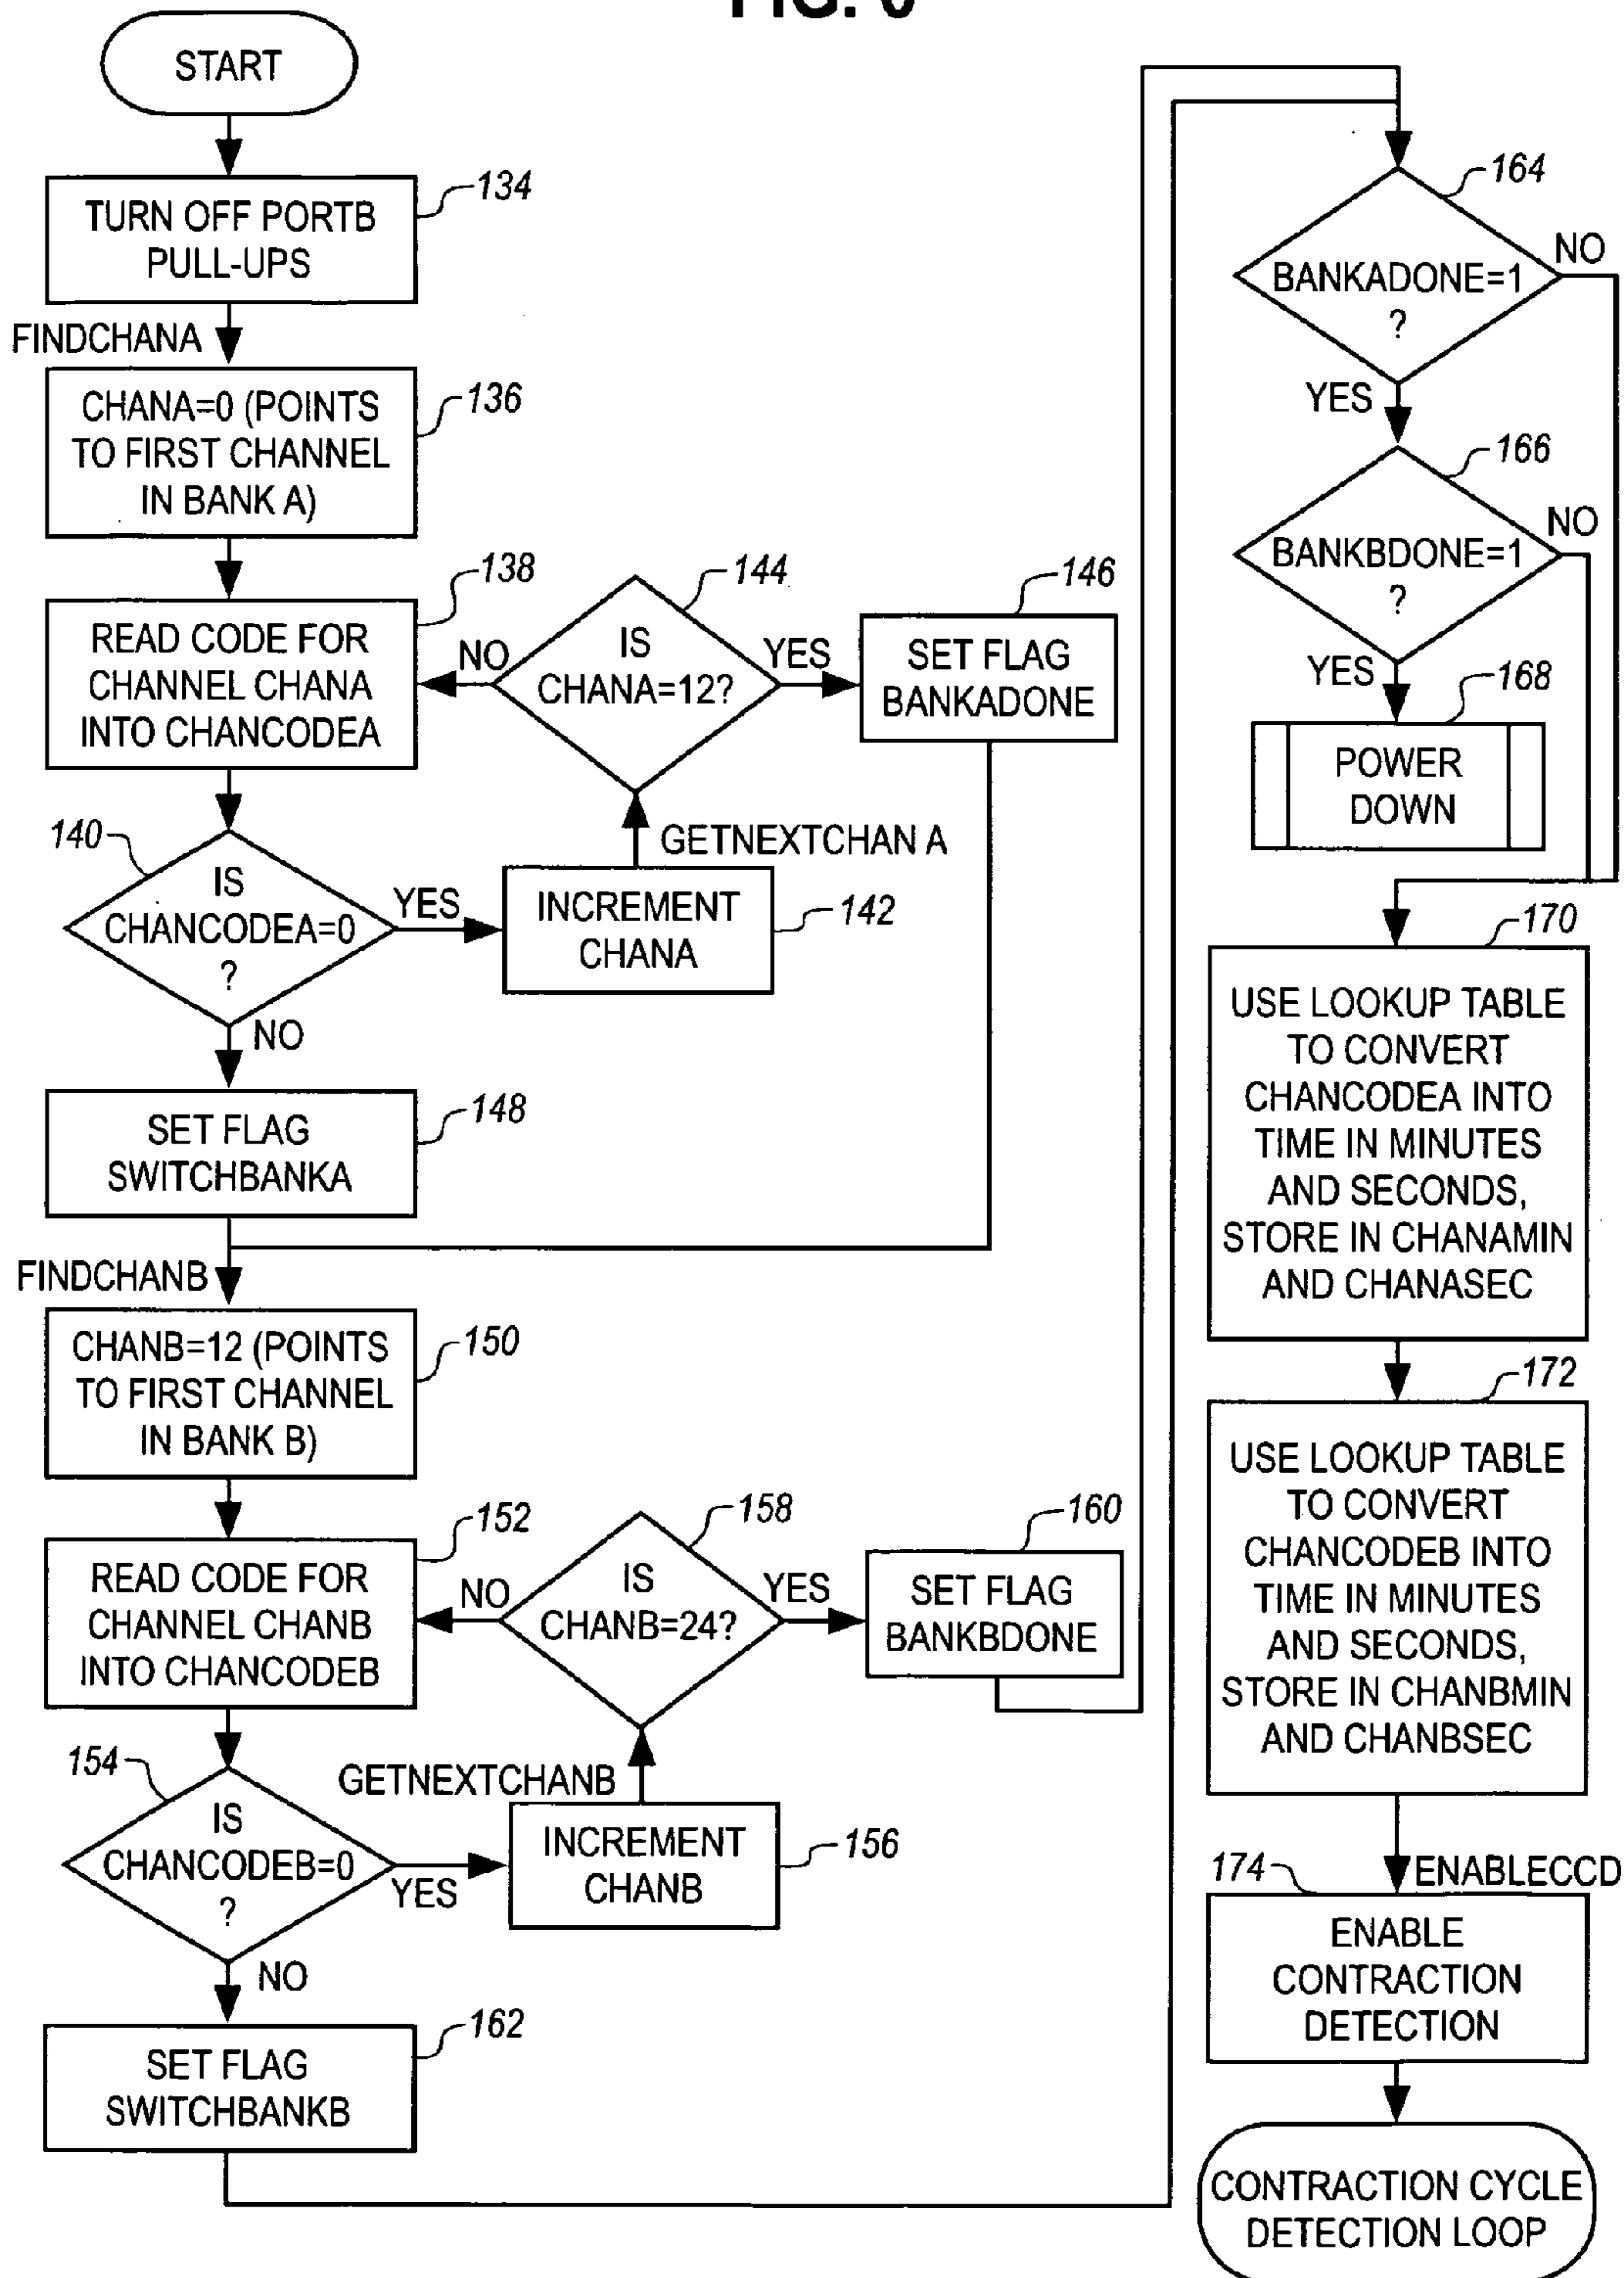 START
TURN OFF PORTB
PULL-UPS
134
FINDCHANA
CHANA=0 (POINTS
TO FIRST CHANNEL
IN BANK A)
136
READ CODE FOR
CHANNEL CHANA
INTO CHANCODEA
138
IS
CHANA=12?
144
NO
YES
SET FLAG
BANKADONE
146
GETNEXTCHAN A
140
IS
CHANCODEA=0
?
YES
INCREMENT
CHANA
142
NO
SET FLAG
SWITCHBANKA
148
FINDCHANB
CHANB=12 (POINTS
TO FIRST CHANNEL
IN BANK B)
150
READ CODE FOR
CHANNEL CHANB
INTO CHANCODEB
152
IS
CHANB=24?
158
NO
YES
SET FLAG
BANKBDONE
160
GETNEXTCHANB
154
IS
CHANCODEB=0
?
YES
INCREMENT
CHANB
156
NO
SET FLAG
SWITCHBANKB
162
164
BANKADONE=1
?
NO
YES
166
BANKBDONE=1
?
NO
YES
168
POWER
DOWN
170
USE LOOKUP TABLE
TO CONVERT
CHANCODEA INTO
TIME IN MINUTES
AND SECONDS,
STORE IN CHANAMIN
AND CHANASEC
172
USE LOOKUP TABLE
TO CONVERT
CHANCODEB INTO
TIME IN MINUTES
AND SECONDS,
STORE IN CHANBMIN
AND CHANBSEC
174
ENABLECCD
ENABLE
CONTRACTION
DETECTION
CONTRACTION CYCLE
DETECTION LOOP